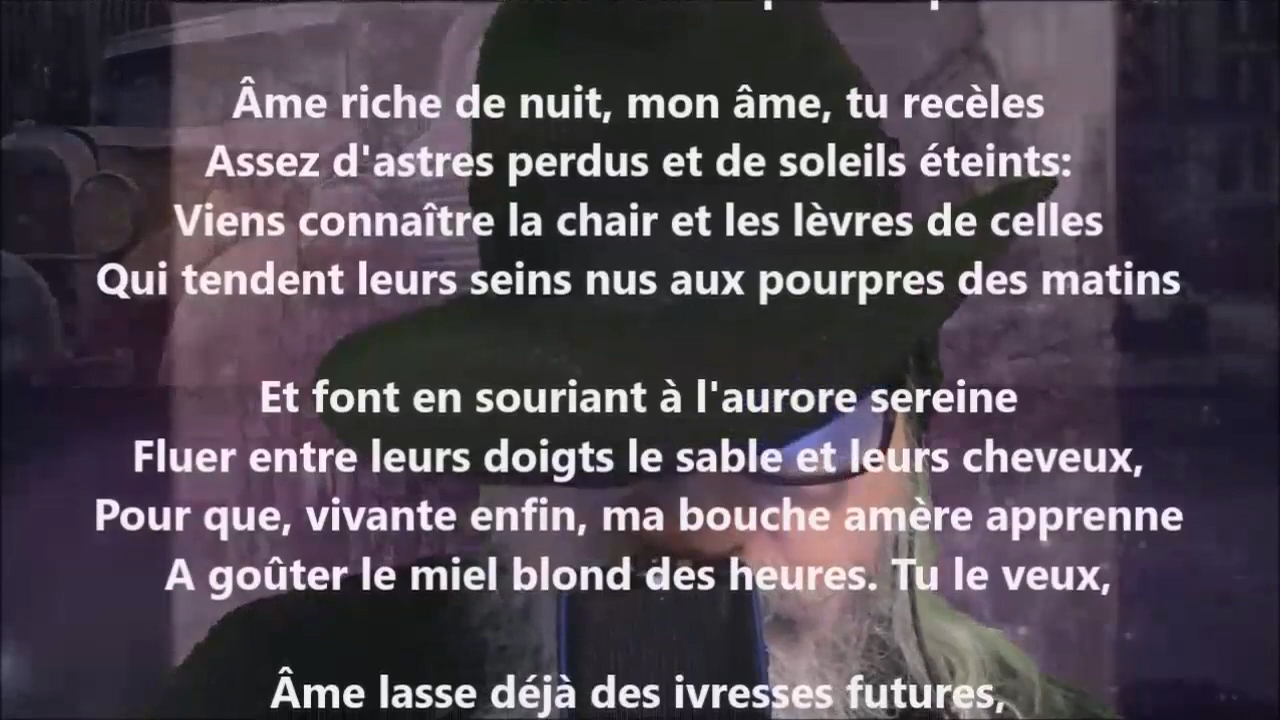 Âme riche de nuit, mon âme, tu recèles
Assez d'astres perdus et de soleils éteints:
Viens connaître la chair et les lèvres de celles
Qui tendent leurs seins nus aux pourpres des matins
Et font en souriant à l'aurore sereine
Fluer entre leurs doigts le sable et leurs cheveux,
Pour que, vivante enfin, ma bouche amère apprenne
A goûter le miel blond des heures. Tu le veux,
Âme lasse déjà des ivresses futures,